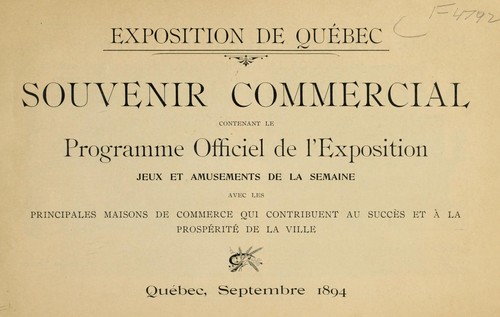 F-4792
EXPOSITION DE QUÉBEC
SOUVENIR COMMERCIAL
CONTENANT LE
Programme Officiel de l'Exposition
JEUX ET AMUSEMENTS DE LA SEMAINE
AVEC LES
PRINCIPALES MAISONS DE COMMERCE QUI CONTRIBUENT AU SUCCÈS ET À LA
PROSPÉRITÉ DE LA VILLE
Québec, Septembre 1894